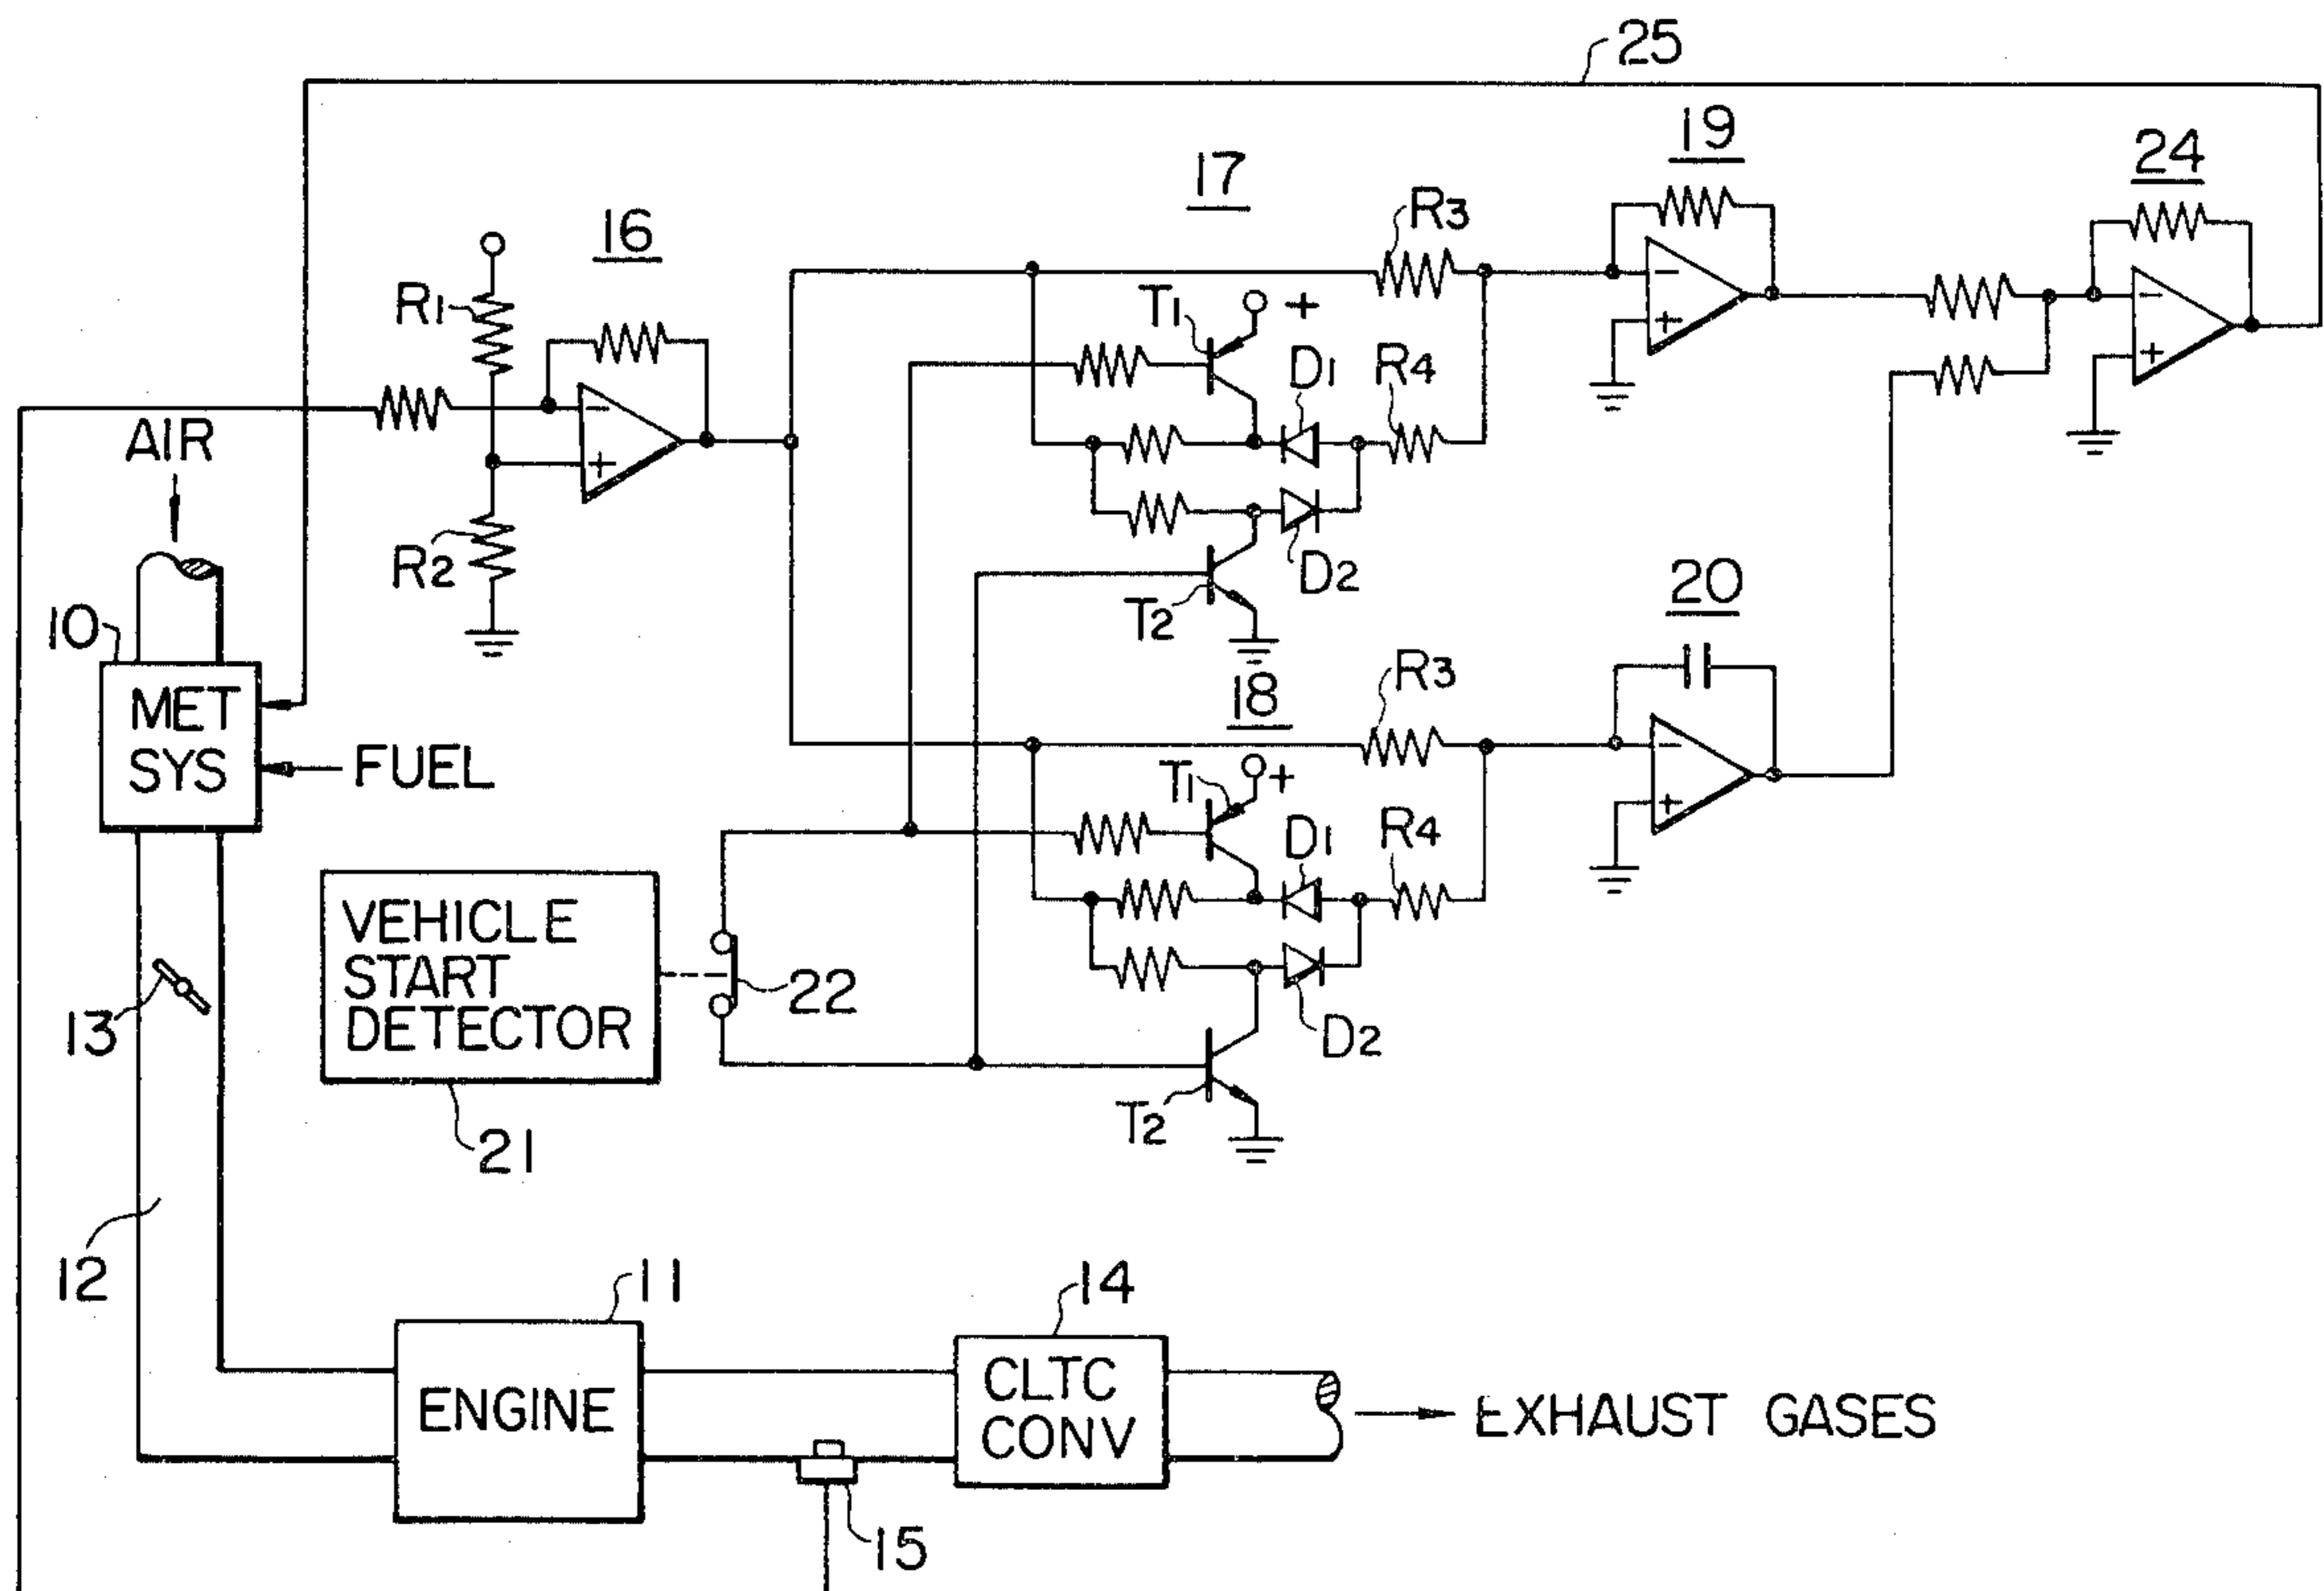 25
19
24
17
R3
16
T1
+
R1
D1
R4
−
+
−
+
−
+
AIR
R2
D2
T2
20
10
R3
18
MET
SYS
FUEL
T1
+
D1
R4
−
+
VEHICLE
START
DETECTOR
22
13
D2
T2
21
12
11
14
ENGINE
CLTC
CONV
EXHAUST GASES
15